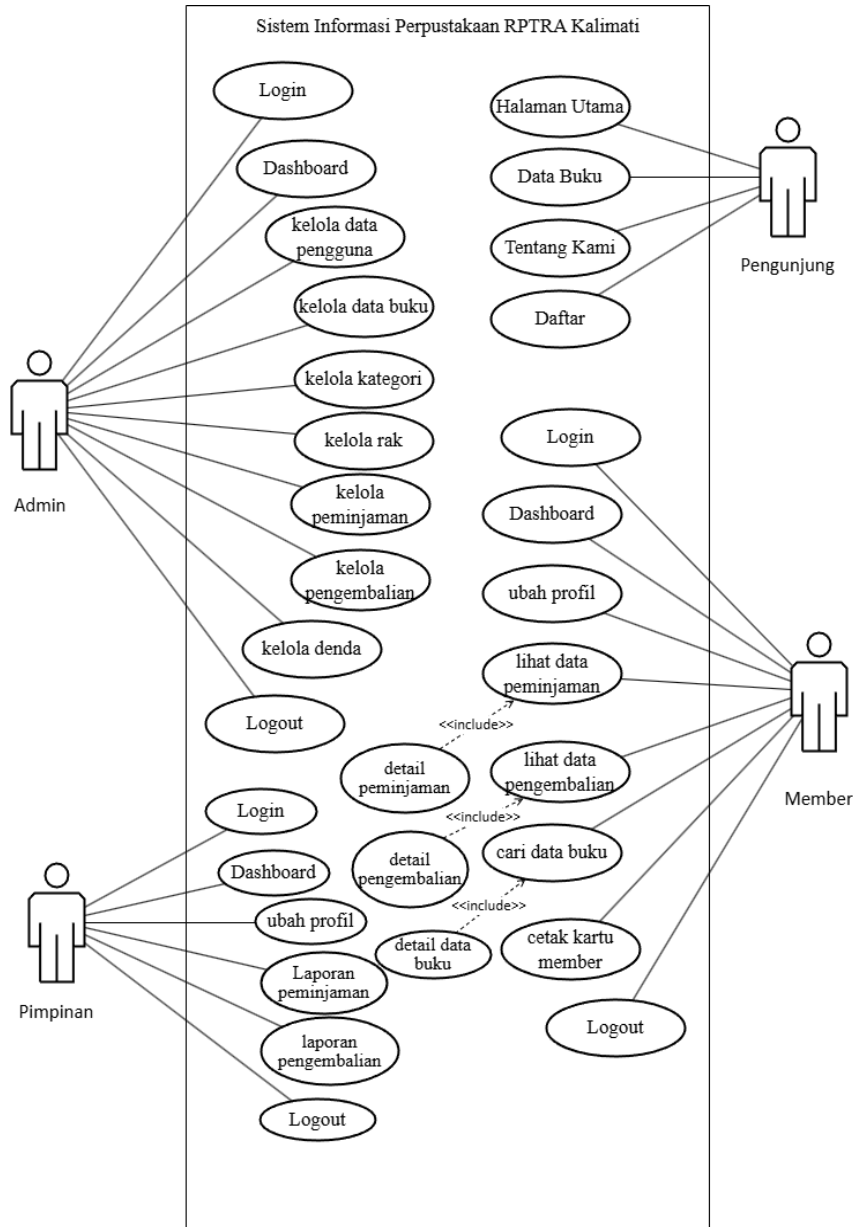 Sistem Informasi Perpustakaan RPTRA Kalimati
Login
Dashboard
kelola data
pengguna
kelola data buku
kelola kategori
kelola rak
kelola
peminjaman
kelola
pengembalian
kelola denda
Logout
Admin
Halaman Utama
Data Buku
Tentang Kami
Daftar
Pengunjung
Login
Dashboard
ubah profil
lihat data
peminjaman
<<include>>
detail
peminjaman
lihat data
pengembalian
<<include>>
detail
pengembalian
cari data buku
<<include>>
detail data
buku
cetak kartu
member
Logout
Member
Login
Dashboard
ubah profil
Laporan
peminjaman
laporan
pengembalian
Logout
Pimpinan